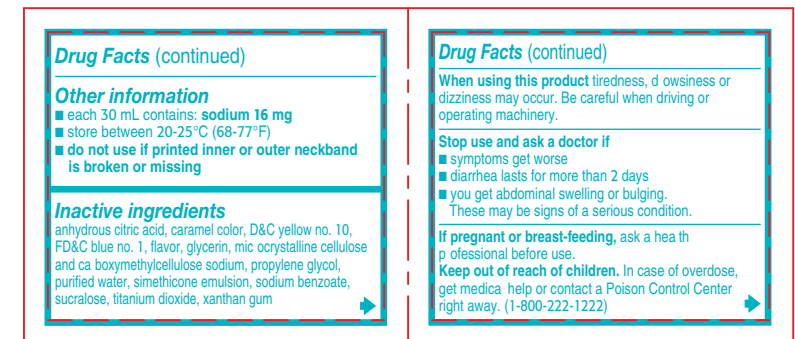 Drug Facts (continued)
Other information
■ each 30 mL contains: sodium 16 mg
■ store between 20-25°C (68-77°F)
■ do not use if printed inner or outer neckband
is broken or missing
Inactive ingredients
anhydrous citric acid, caramel color, D&C yellow no. 10,
FD&C blue no. 1, flavor, glycerin, mic ocrystalline cellulose
and ca boxymethylcellulose sodium, propylene glycol,
purified water, simethicone emulsion, sodium benzoate,
sucralose, titanium dioxide, xanthan gum
Drug Facts (continued)
When using this product tiredness, d owsiness or
dizziness may occur. Be careful when driving or
operating machinery.
Stop use and ask a doctor if
■ symptoms get worse
■ diarrhea lasts for more than 2 days
■ you get abdominal swelling or bulging.
These may be signs of a serious condition.
If pregnant or breast-feeding, ask a hea th
p ofessional before use.
Keep out of reach of children. In case of overdose,
get medica help or contact a Poison Control Center
right away. (1-800-222-1222)